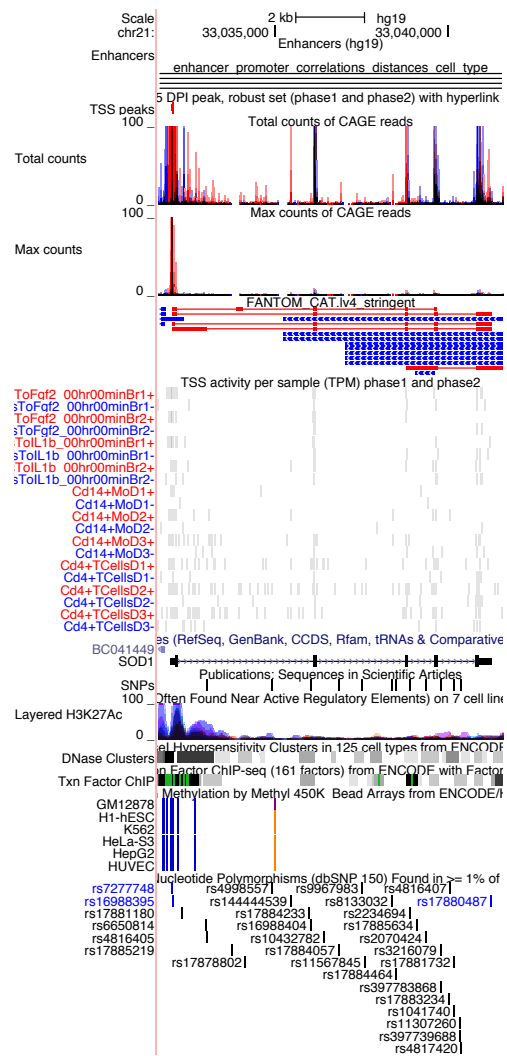 Scale 2 kb hg19
chr21: 33,035,000 33,040,000
Enhancers (hg19)
Enhancers
enhancer_promoter_correlations_distances_cell_type
5 DPI peak, robust set (phase1 and phase2) with hyperlink
TSS peaks
Total counts of CAGE reads
100 _
Total counts
0 _
Max counts of CAGE reads
100 _
Max counts
0 _
FANTOM_CAT.lv4_stringent
TSS activity per sample (TPM) phase1 and phase2
ToFgf2_00hr00minBr1+
sToFgf2_00hr00minBr1-
ToFgf2_00hr00minBr2+
sToFgf2_00hr00minBr2-
sToIL1b_00hr00minBr1+
sToIL1b_00hr00minBr1-
sToIL1b_00hr00minBr2+
sToIL1b_00hr00minBr2-
Cd14+MoD1+
Cd14+MoD1-
Cd14+MoD2+
Cd14+MoD2-
Cd14+MoD3+
Cd14+MoD3-
Cd4+TCellsD1+
Cd4+TCellsD1-
Cd4+TCellsD2+
Cd4+TCellsD2-
Cd4+TCellsD3+
Cd4+TCellsD3-
es (RefSeq, GenBank, CCDS, Rfam, tRNAs & Comparative
BC041449
SOD1
Publications: Sequences in Scientific Articles
SNPs
Often Found Near Active Regulatory Elements) on 7 cell line
100 _
Layered H3K27Ac
0 _
el Hypersensitivity Clusters in 125 cell types from ENCODE
DNase Clusters
n Factor ChIP-seq (161 factors) from ENCODE with Factor
Txn Factor ChIP
Methylation by Methyl 450K Bead Arrays from ENCODE/H
GM12878
H1-hESC
K562
HeLa-S3
HepG2
HUVEC
Nucleotide Polymorphisms (dbSNP 150) Found in >= 1% of
rs7277748 rs4998557 rs9967983 rs4816407
rs16988395 rs144444539 rs8133032 rs17880487
rs17881180 rs17884233 rs2234694
rs6650814 rs16988404 rs17885634
rs4816405 rs10432782 rs2070424
rs17885219 rs17884057 rs3216079
rs17878802 rs11567845 rs17881732
rs17884464
rs397783868
rs17883234
rs1041740
rs11307260
rs397739688
rs4817420